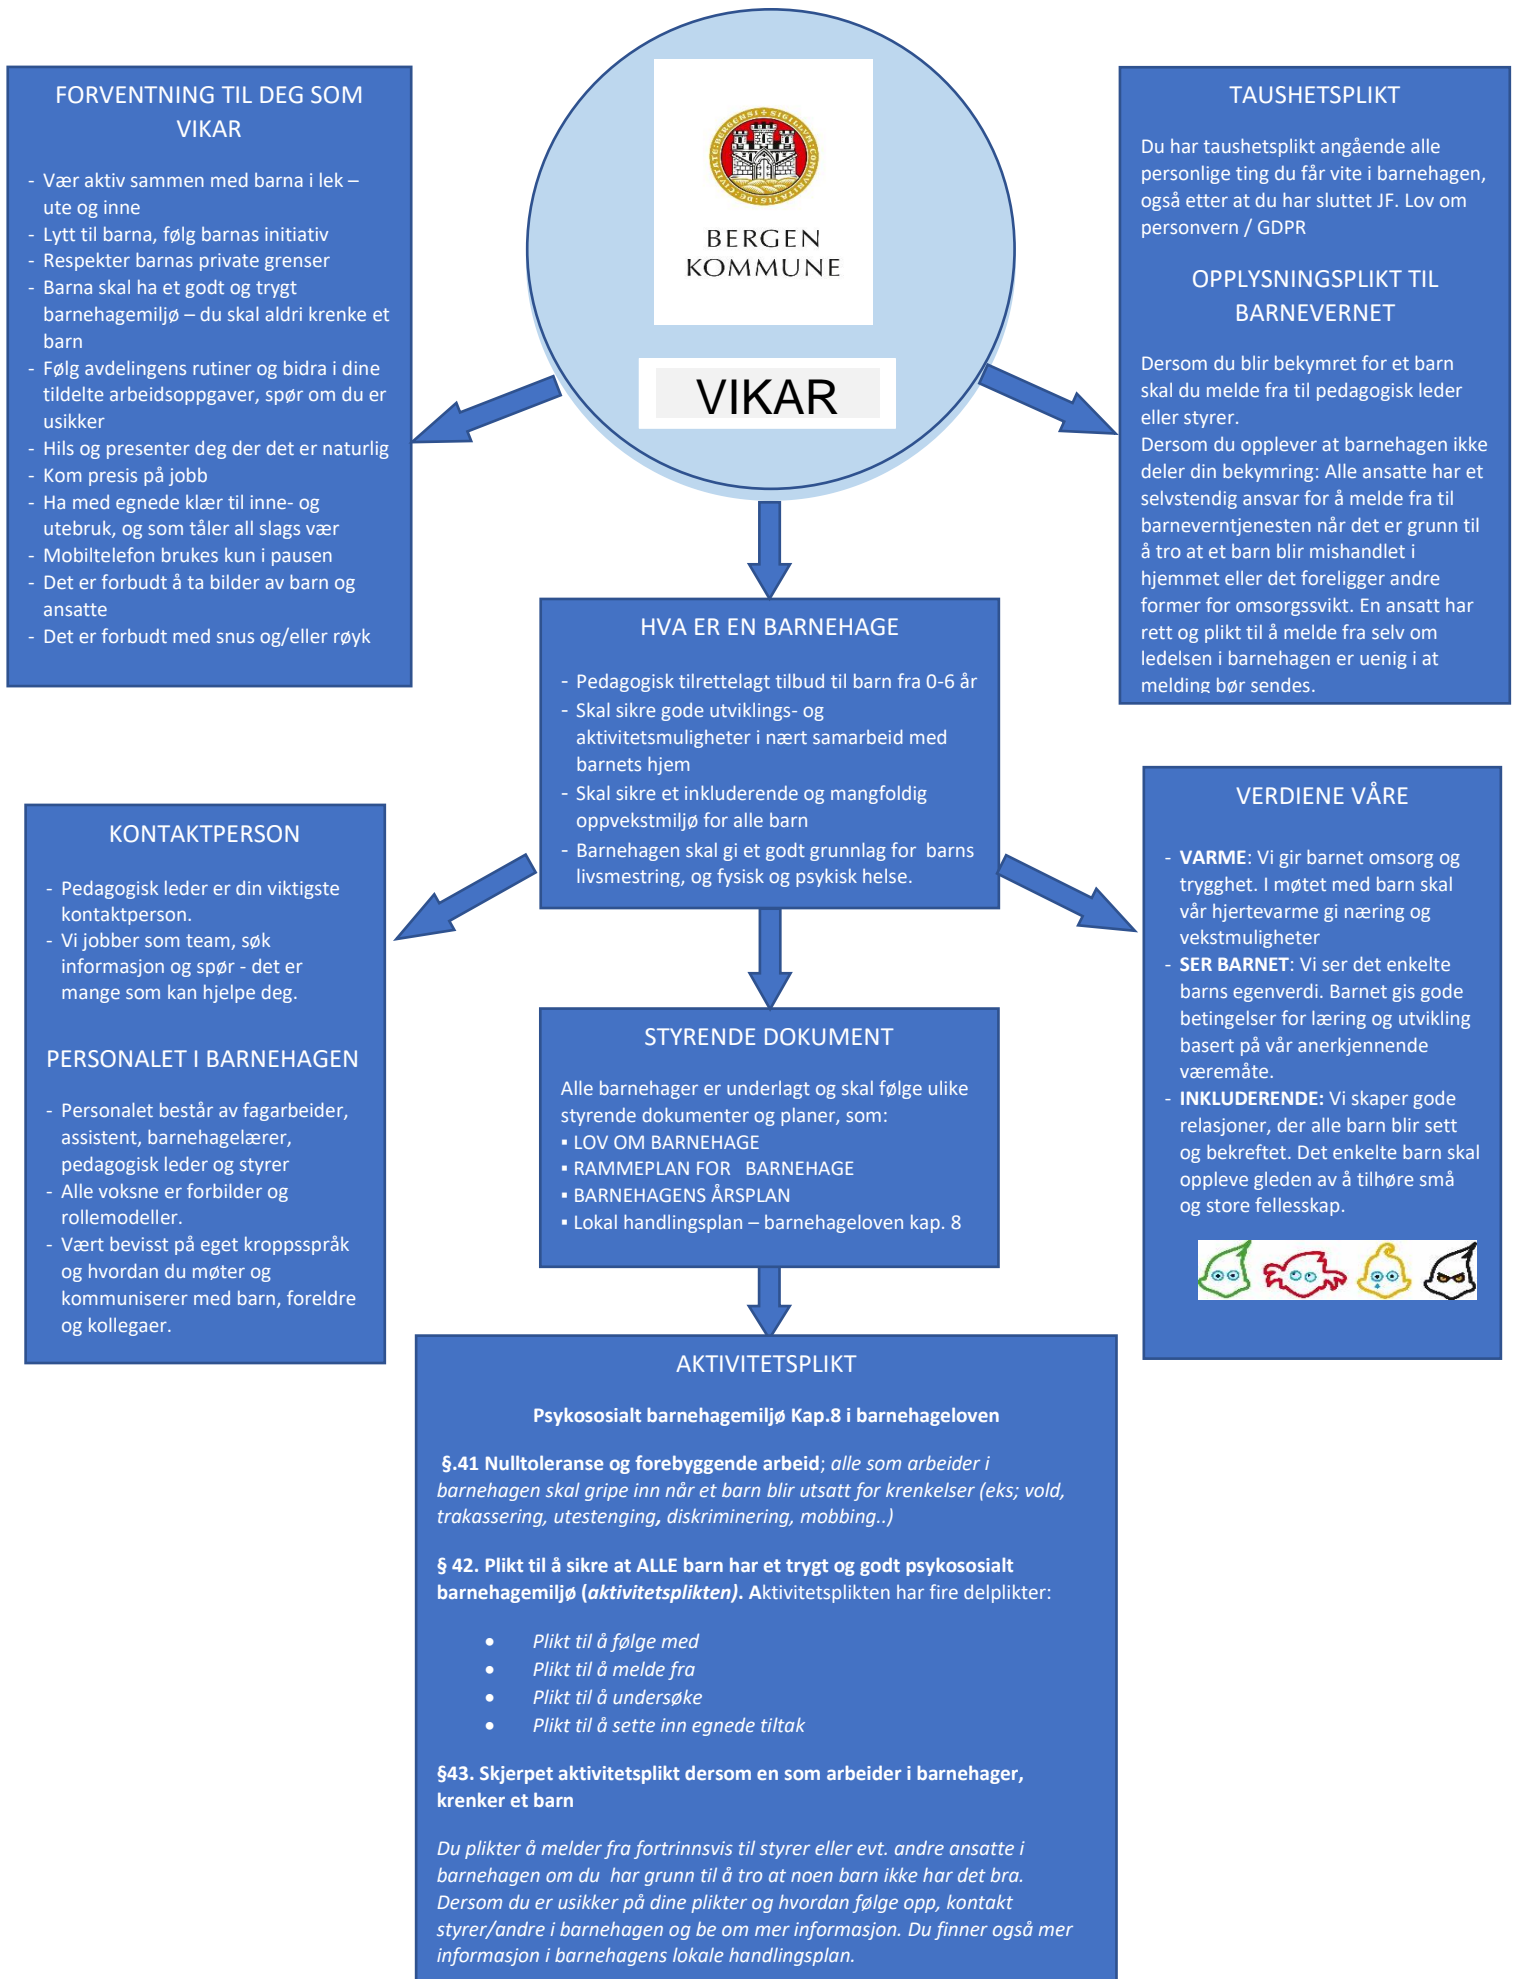 BERGEN
KOMMUNE
VIKAR
FORVENTNING TIL DEG SOM
VIKAR
- Vær aktiv sammen med barna i lek –
ute og inne
- Lytt til barna, følg barnas initiativ
- Respekter barnas private grenser
- Barna skal ha et godt og trygt
barnehagemiljø – du skal aldri krenke et
barn
- Følg avdelingens rutiner og bidra i dine
tildelte arbeidsoppgaver, spør om du er
usikker
- Hils og presenter deg der det er naturlig
- Kom presis på jobb
- Ha med egnede klær til inne- og
utebruk, og som tåler all slags vær
- Mobiltelefon brukes kun i pausen
- Det er forbudt å ta bilder av barn og
ansatte
- Det er forbudt med snus og/eller røyk
TAUSHETSPLIKT
Du har taushetsplikt angående alle
personlige ting du får vite i barnehagen,
også etter at du har sluttet JF. Lov om
personvern / GDPR
OPPLYSNINGSPLIKT TIL
BARNEVERNET
Dersom du blir bekymret for et barn
skal du melde fra til pedagogisk leder
eller styrer.
Dersom du opplever at barnehagen ikke
deler din bekymring: Alle ansatte har et
selvstendig ansvar for å melde fra til
barneverntjenesten når det er grunn til
å tro at et barn blir mishandlet i
hjemmet eller det foreligger andre
former for omsorgssvikt. En ansatt har
rett og plikt til å melde fra selv om
ledelsen i barnehagen er uenig i at
melding bør sendes.
HVA ER EN BARNEHAGE
- Pedagogisk tilrettelagt tilbud til barn fra 0-6 år
- Skal sikre gode utviklings- og
aktivitetsmuligheter i nært samarbeid med
barnets hjem
- Skal sikre et inkluderende og mangfoldig
oppvekstmiljø for alle barn
- Barnehagen skal gi et godt grunnlag for  barns
livsmestring, og fysisk og psykisk helse.
KONTAKTPERSON
- Pedagogisk leder er din viktigste
kontaktperson.
- Vi jobber som team, søk
informasjon og spør - det er
mange som kan hjelpe deg.
PERSONALET I BARNEHAGEN
- Personalet består av fagarbeider,
assistent, barnehagelærer,
pedagogisk leder og styrer
- Alle voksne er forbilder og
rollemodeller.
- Vært bevisst på eget kroppsspråk
og hvordan du møter og
kommuniserer med barn, foreldre
og kollegaer.
VERDIENE VÅRE
- VARME: Vi gir barnet omsorg og
trygghet. I møtet med barn skal
vår hjertevarme gi næring og
vekstmuligheter
- SER BARNET: Vi ser det enkelte
barns egenverdi. Barnet gis gode
betingelser for læring og utvikling
basert på vår anerkjennende
væremåte.
- INKLUDERENDE: Vi skaper gode
relasjoner, der alle barn blir sett
og bekreftet. Det enkelte barn skal
oppleve gleden av å tilhøre små
og store fellesskap.
STYRENDE DOKUMENT
Alle barnehager er underlagt og skal følge ulike
styrende dokumenter og planer, som:
▪ LOV OM BARNEHAGE
▪ RAMMEPLAN FOR   BARNEHAGE
▪ BARNEHAGENS ÅRSPLAN
▪ Lokal handlingsplan – barnehageloven kap. 8
AKTIVITETSPLIKT
Psykososialt barnehagemiljø Kap.8 i barnehageloven
§.41 Nulltoleranse og forebyggende arbeid; alle som arbeider i
barnehagen skal gripe inn når et barn blir utsatt for krenkelser (eks; vold,
trakassering, utestenging, diskriminering, mobbing..)
§ 42. Plikt til å sikre at ALLE barn har et trygt og godt psykososialt
barnehagemiljø (aktivitetsplikten). Aktivitetsplikten har fire delplikter:
• Plikt til å følge med
• Plikt til å melde fra
• Plikt til å undersøke
• Plikt til å sette inn egnede tiltak
§43. Skjerpet aktivitetsplikt dersom en som arbeider i barnehager,
krenker et barn
Du plikter å melder fra fortrinnsvis til styrer eller evt. andre ansatte i
barnehagen om du  har grunn til å tro at noen barn ikke har det bra.
Dersom du er usikker på dine plikter og hvordan følge opp, kontakt
styrer/andre i barnehagen og be om mer informasjon. Du finner også mer
informasjon i barnehagens lokale handlingsplan.